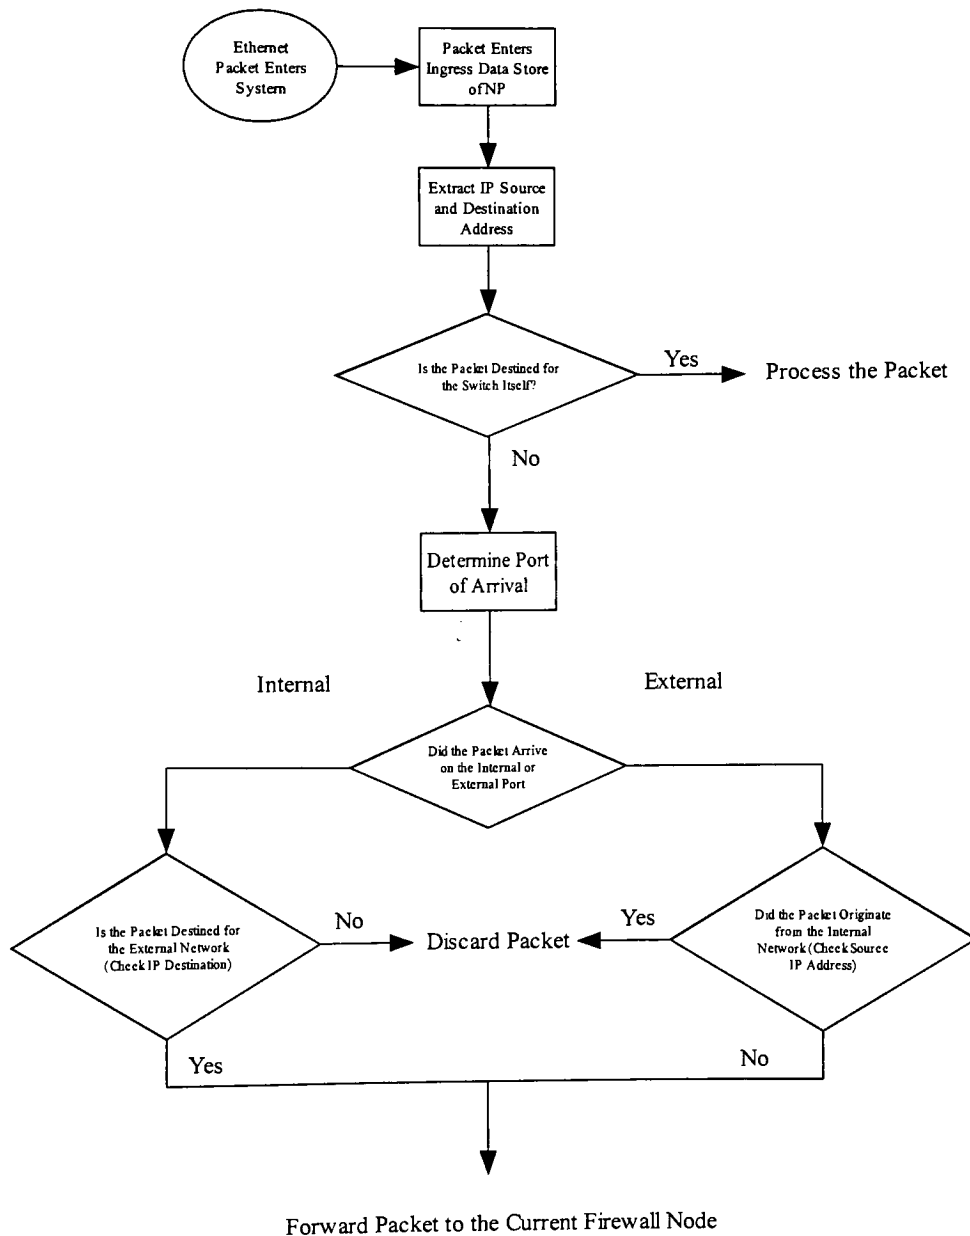 Ethernet
Packet Enters
System
Packet Enters
Ingress Data Store
of NP
Extract IP Source
and Destination
Address
Is the Packet Destined for
the Switch Itself?
Yes
Process the Packet
No
Determine Port
of Arrival
Internal
External
Did the Packet Arrive
on the Internal or
External Port
Is the Packet Destined for
the External Network
(Check IP Destination)
No
Discard Packet
Yes
Did the Packet Originate
from the Internal
Network (Check Source
IP Address)
Yes
No
Forward Packet to the Current Firewall Node